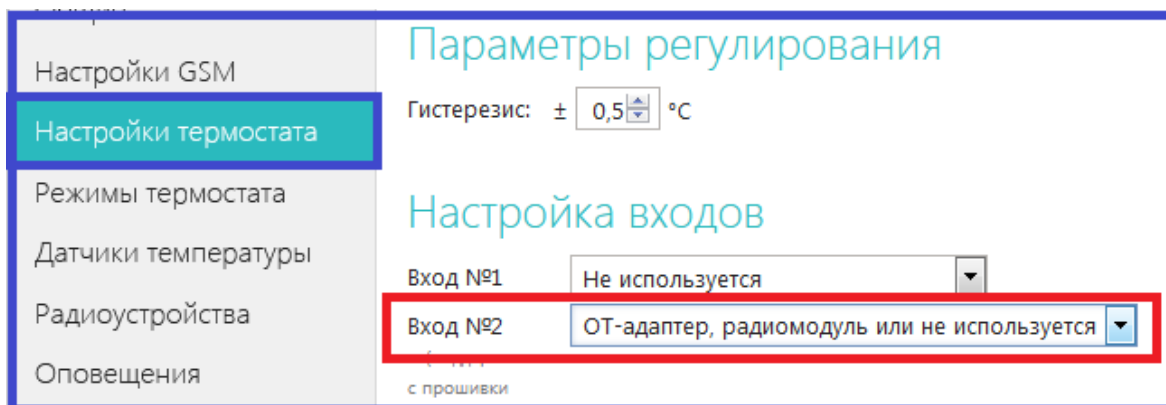 Настройки GSM
Настройки термостата
Режимы термостата
Датчики температуры
Радиоустройства
Оповещения
Параметры регулирования
Гистерезис: ± 0,5 °C
Настройка входов
Вход №1 Не используется
Вход №2 ОТ-адаптер, радиомодуль или не используется
с прошивки